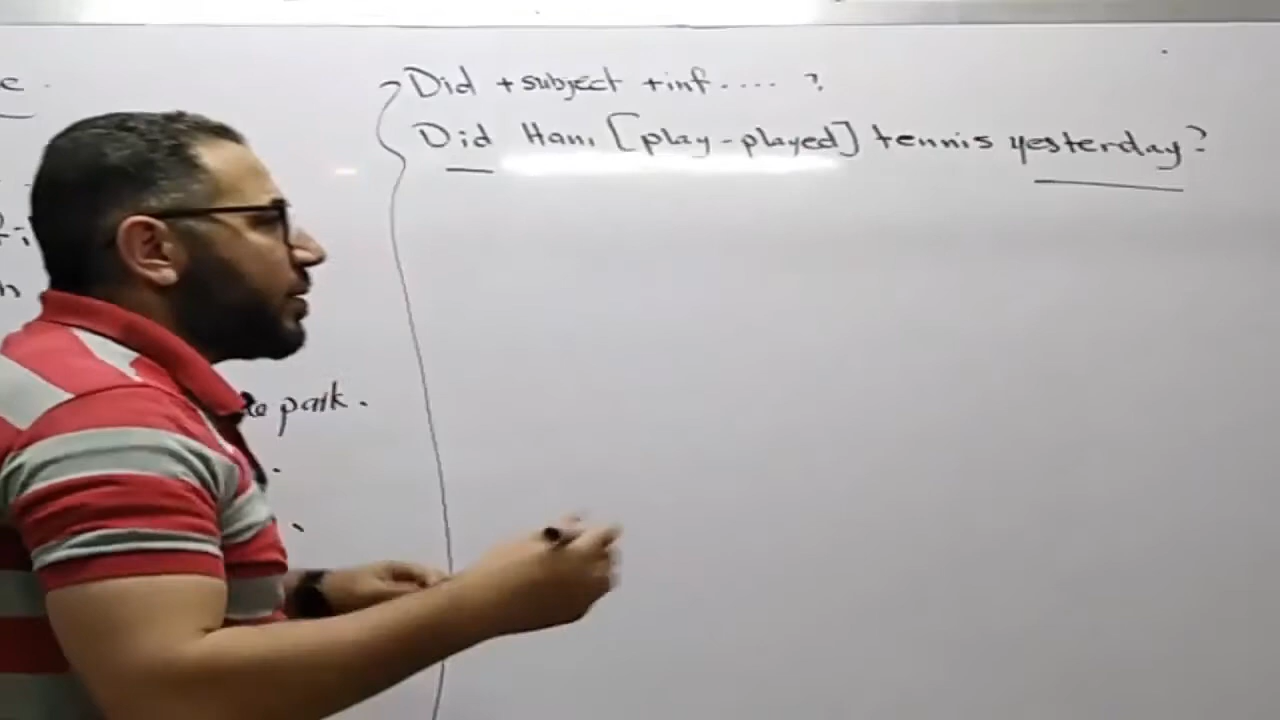 Did + subject + inf.... ?
Did Hani [play - played] tennis yesterday?
park.